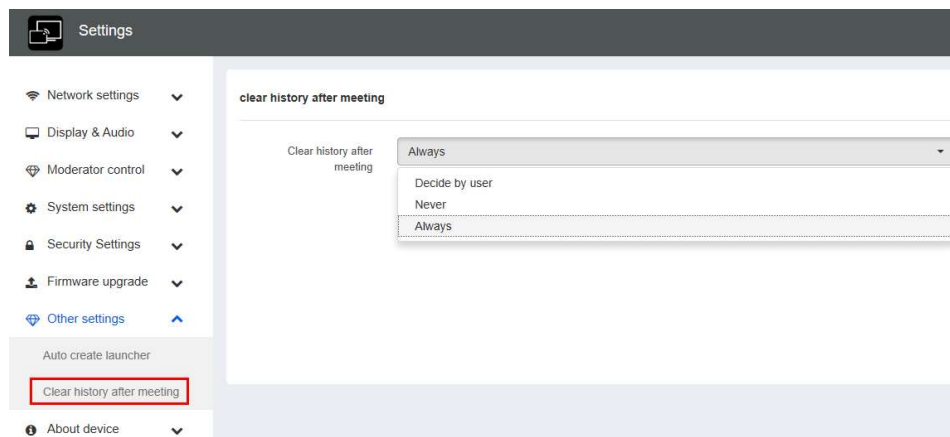 Settings
Network settings
Display & Audio
Moderator control
System settings
Security Settings
Firmware upgrade
Other settings
Auto create launcher
Clear history after meeting
About device
clear history after meeting
Clear history after
meeting
Always
Decide by user
Never
Always